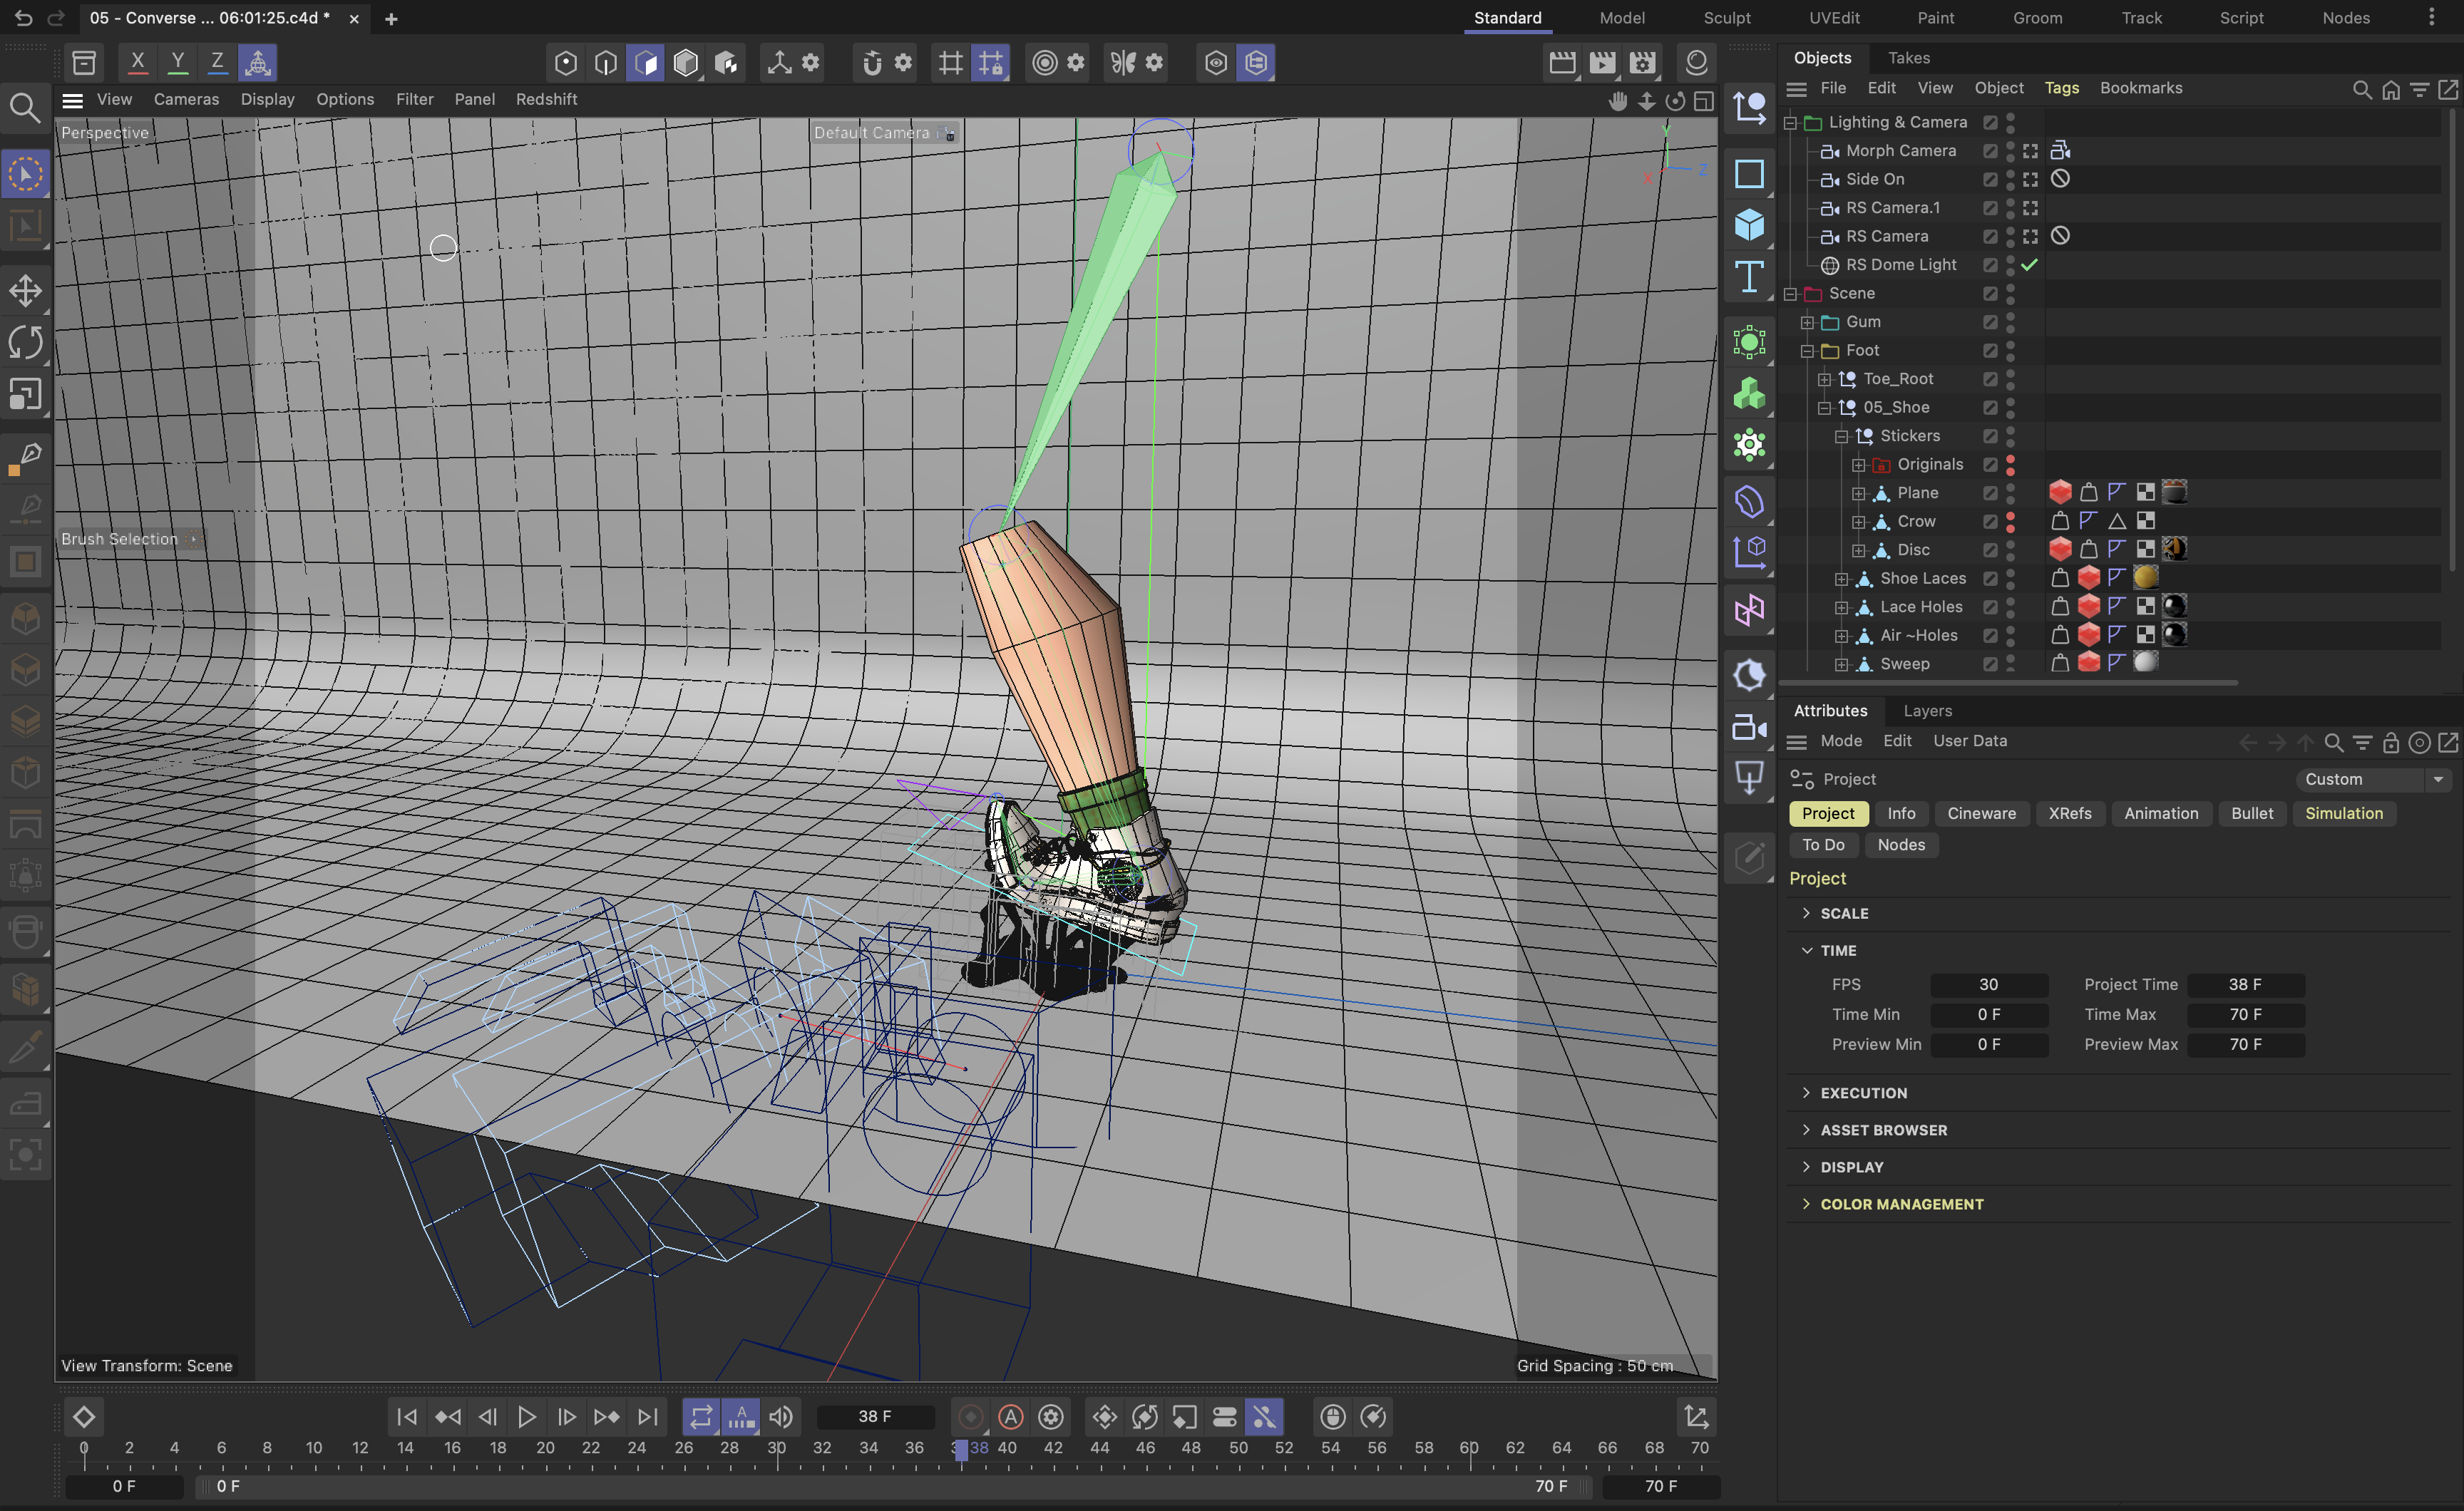 05 - Converse ... 06:01:25.c4d *
Standard Model Sculpt UVEdit Paint Groom Track Script Nodes
X Y Z
View Cameras Display Options Filter Panel Redshift
Perspective
Default Camera
Y
X
Z
Brush Selection
View Transform: Scene
Grid Spacing : 50 cm
Objects Takes
File Edit View Object Tags Bookmarks
Lighting & Camera
Morph Camera
Side On
RS Camera.1
RS Camera
RS Dome Light
Scene
Gum
Foot
Toe_Root
05_Shoe
Stickers
Originals
Plane
Crow
Disc
Shoe Laces
Lace Holes
Air ~Holes
Sweep
Attributes Layers
Mode Edit User Data
Project
Custom
Project Info Cineware XRefs Animation Bullet Simulation
To Do Nodes
Project
SCALE
TIME
FPS 30 Project Time 38 F
Time Min 0 F Time Max 70 F
Preview Min 0 F Preview Max 70 F
EXECUTION
ASSET BROWSER
DISPLAY
COLOR MANAGEMENT
A
38 F
A
0 2 4 6 8 10 12 14 16 18 20 22 24 26 28 30 32 34 36 38 40 42 44 46 48 50 52 54 56 58 60 62 64 66 68 70
0 F 0 F 70 F 70 F